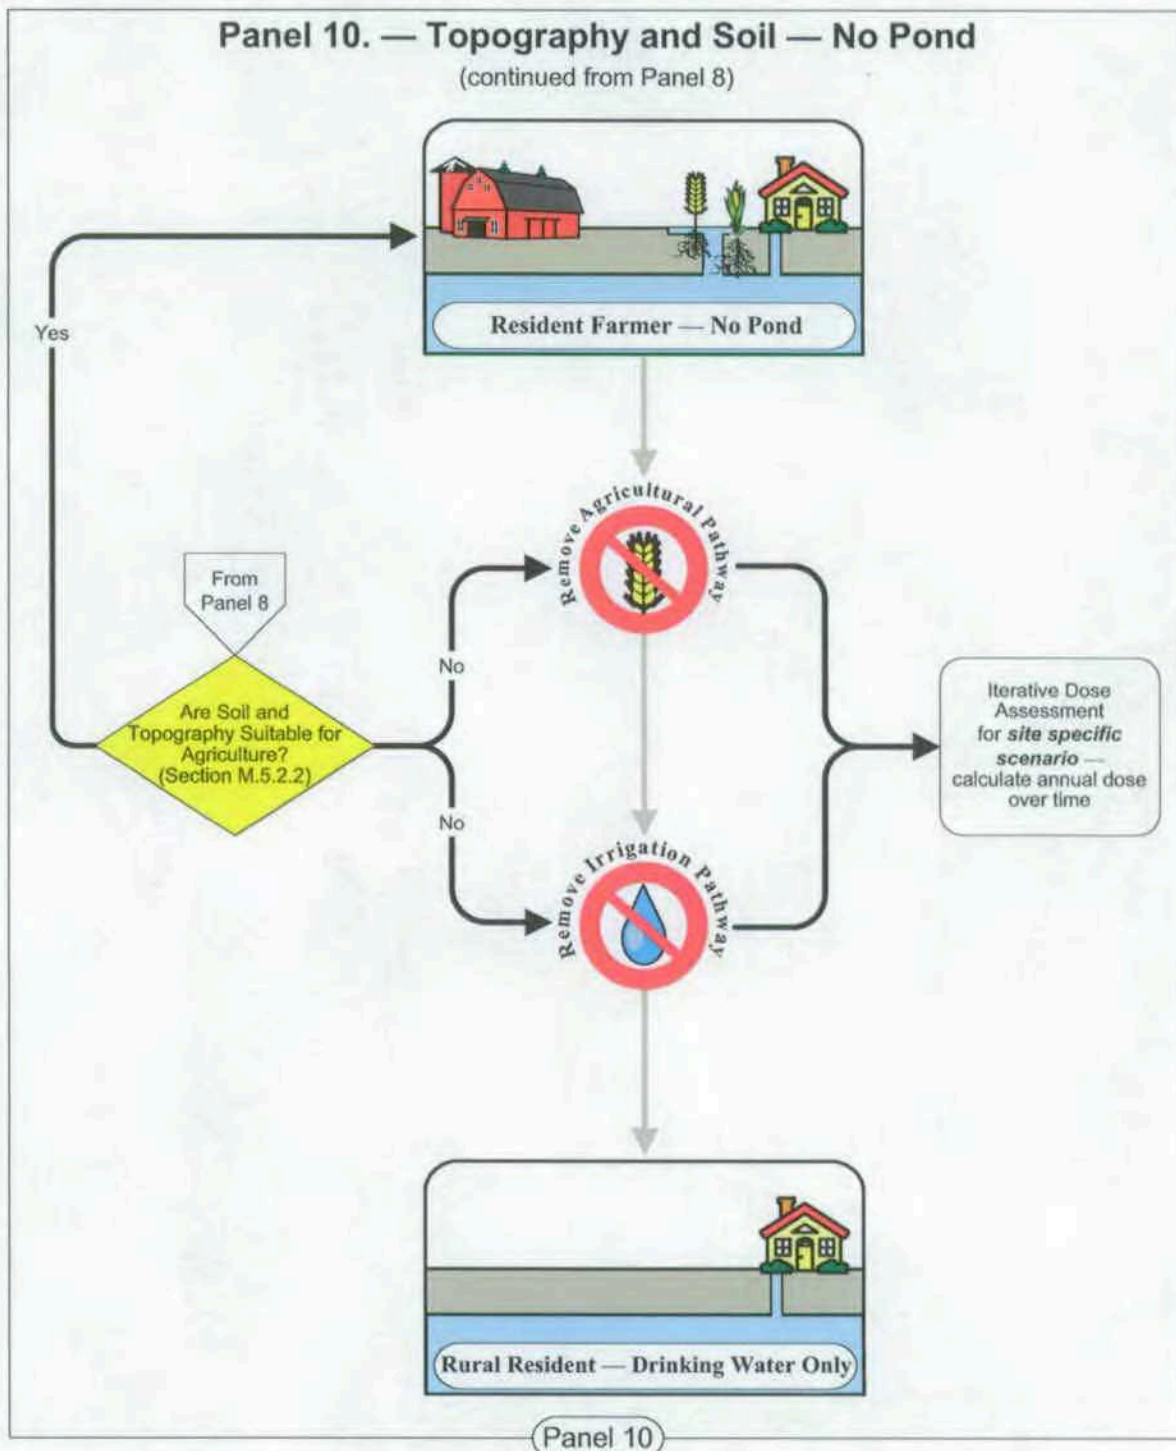 Panel 10. — Topography and Soil — No Pond
(continued from Panel 8)
Resident Farmer — No Pond
Yes
Remove Agricultural Pathway
From
Panel 8
No
Are Soil and
Topography Suitable for
Agriculture?
(Section M.5.2.2)
Iterative Dose
Assessment
for site specific
scenario —
calculate annual dose
over time
No
Remove Irrigation Pathway
Rural Resident — Drinking Water Only
Panel 10